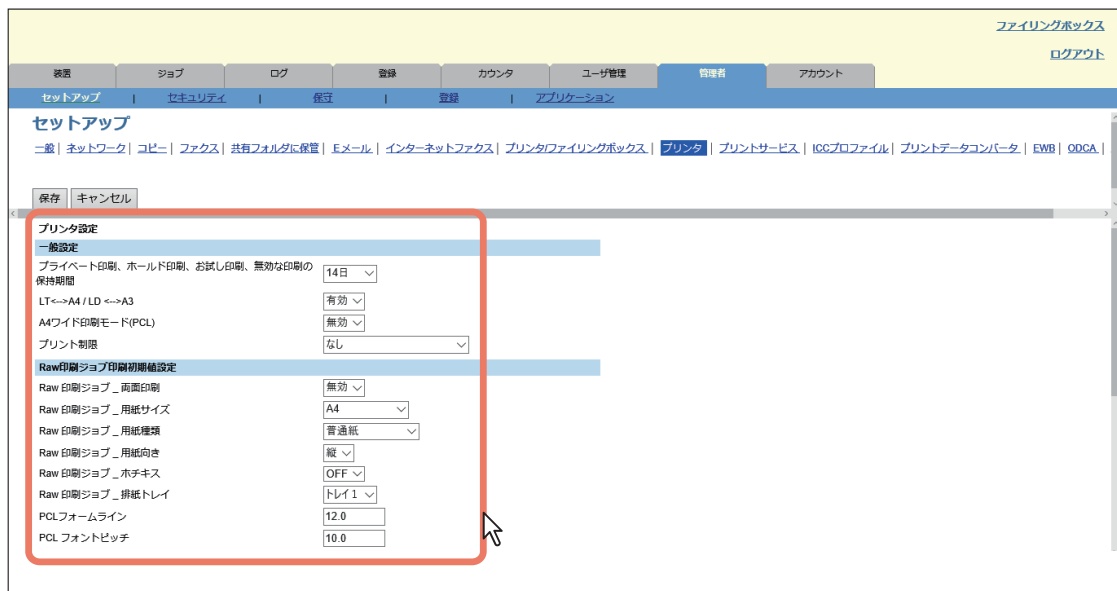 ファイリングボックス
ログアウト
装置 ジョブ ログ 登録 カウンタ ユーザ管理 管理者 アカウント
セットアップ | セキュリティ | 保守 | 登録 | アプリケーション
セットアップ
一般 | ネットワーク | コピー | ファクス | 共有フォルダに保管 | Eメール | インターネットファクス | プリンタ/ファイリングボックス | プリンタ | プリントサービス | ICCプロファイル | プリントデータコンバータ | EWB | ODCA |
保存 キャンセル
プリンタ設定
一般設定
プライベート印刷、ホールド印刷、お試し印刷、無効な印刷の 14日
保持期間
LT<-->A4 / LD <-->A3 有効
A4ワイド印刷モード(PCL) 無効
プリント制限 なし
Raw印刷ジョブ印刷初期値設定
Raw 印刷ジョブ _ 両面印刷 無効
Raw 印刷ジョブ _ 用紙サイズ A4
Raw 印刷ジョブ _ 用紙種類 普通紙
Raw 印刷ジョブ _ 用紙向き 縦
Raw 印刷ジョブ _ ホチキス OFF
Raw 印刷ジョブ _ 排紙トレイ トレイ 1
PCLフォームライン 12.0
PCL フォントピッチ 10.0